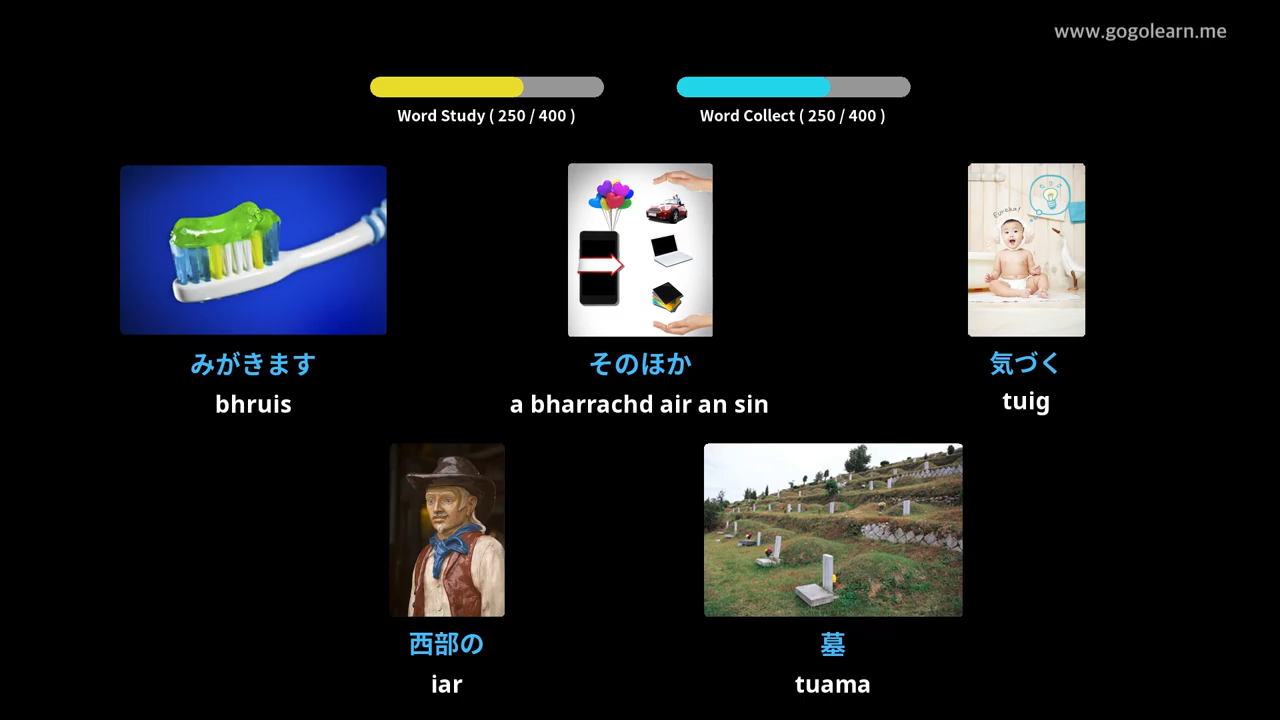 www.gogolearn.me
Word Study ( 250 / 400 )
Word Collect ( 250 / 400 )
Eureka!
みがきます
bhruis
そのほか
a bharrachd air an sin
気づく
tuig
西部の
iar
墓
tuama